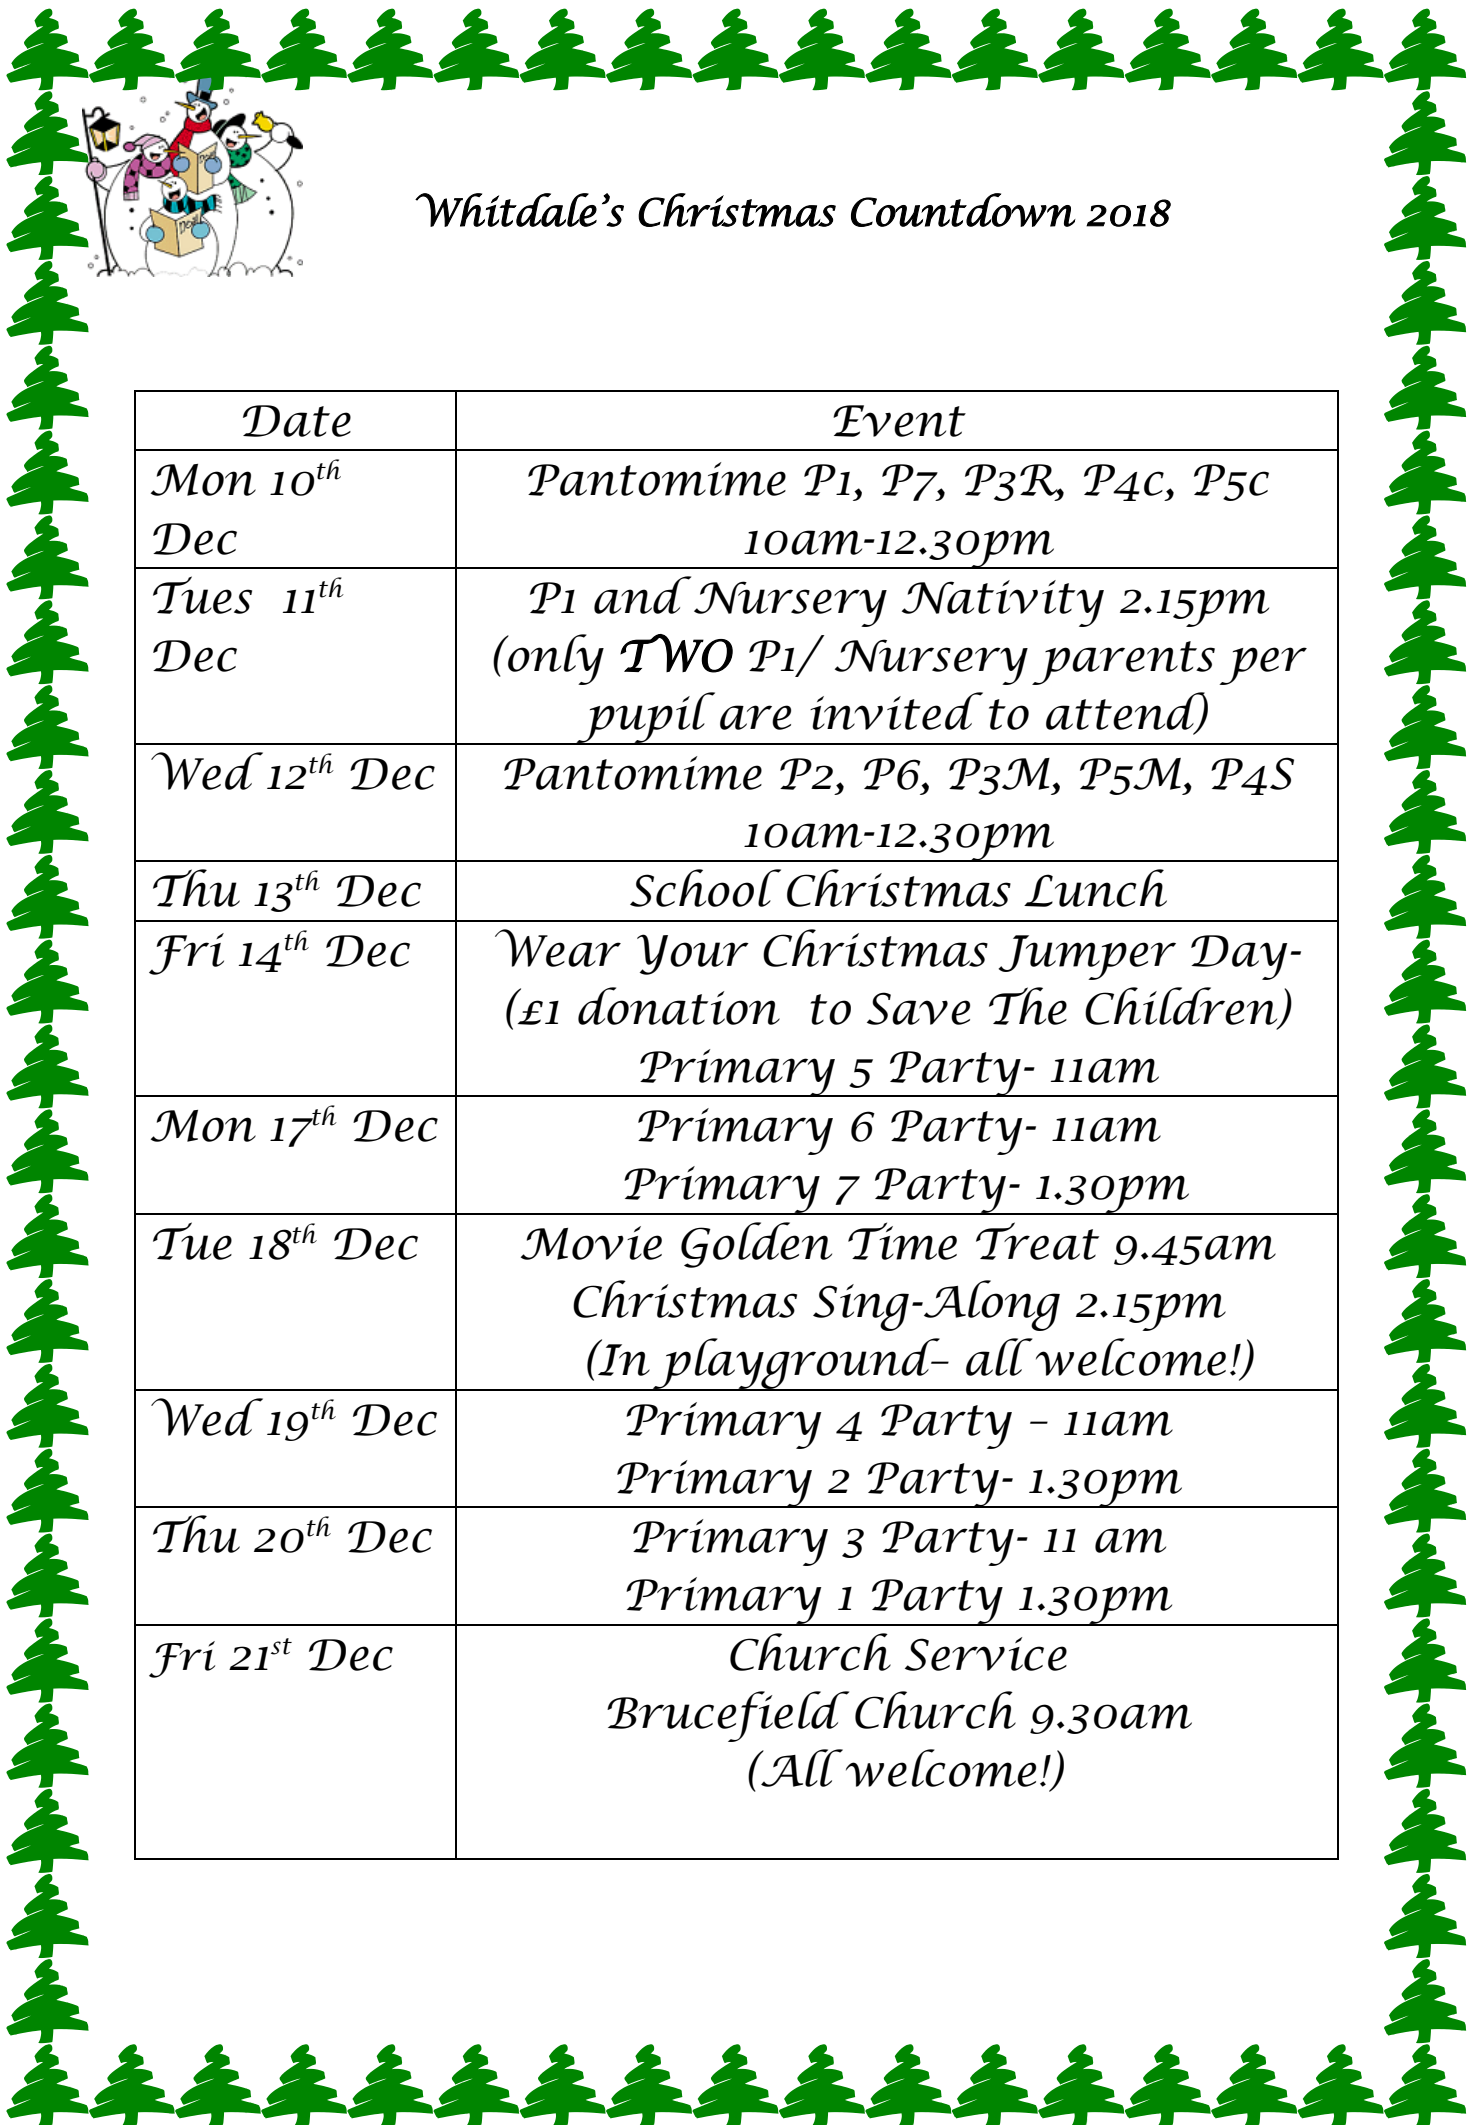 Whitdale's Christmas Countdown 2018
Date
Event
Mon 10th
Dec
Pantomime P1, P7, P3R, P4c, P5c
10am-12.30pm
Tues 11th
Dec
P1 and Nursery Nativity 2.15pm
(only TWO P1/ Nursery parents per
pupil are invited to attend)
Wed 12th Dec
Pantomime P2, P6, P3M, P5M, P4S
10am-12.30pm
Thu 13th Dec
School Christmas Lunch
Fri 14th Dec
Wear Your Christmas Jumper Day-
(£1 donation to Save The Children)
Primary 5 Party- 11am
Mon 17th Dec
Primary 6 Party- 11am
Primary 7 Party- 1.30pm
Tue 18th Dec
Movie Golden Time Treat 9.45am
Christmas Sing-Along 2.15pm
(In playground– all welcome!)
Wed 19th Dec
Primary 4 Party – 11am
Primary 2 Party- 1.30pm
Thu 20th Dec
Primary 3 Party- 11 am
Primary 1 Party 1.30pm
Fri 21st Dec
Church Service
Brucefield Church 9.30am
(All welcome!)